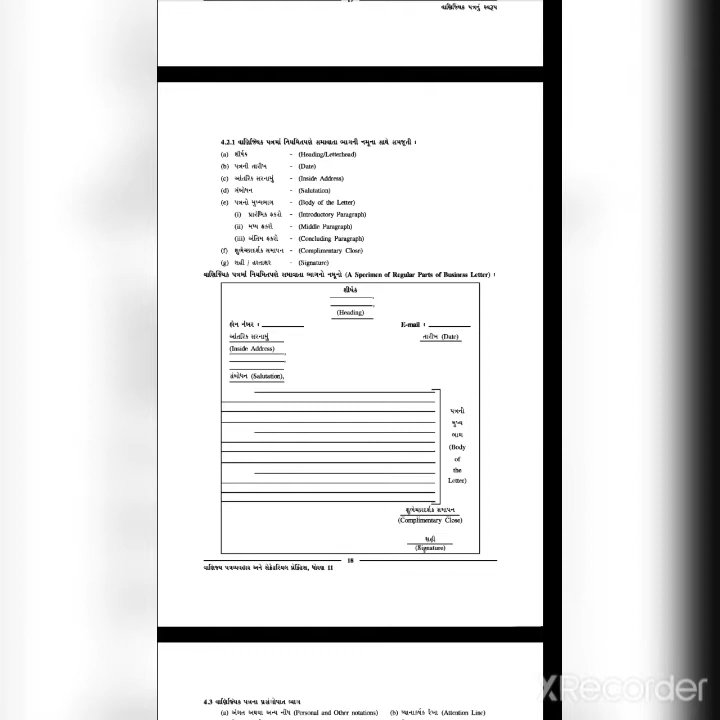 વાણિજ્યિક પત્રનું સ્વરૂપ
4.2.1 વાણિજ્યિક પત્રમાં નિયમિતપણે સમાવાતા ભાગની નમૂના સાથે સમજૂતી :
(a) શીર્ષક - (Heading/Letterhead)
(b) પત્રની તારીખ - (Date)
(c) આંતરિક સરનામું - (Inside Address)
(d) સંબોધન - (Salutation)
(e) પત્રનો મુખ્યભાગ - (Body of the Letter)
(i) પ્રારંભિક ફકરો - (Introductory Paragraph)
(ii) મધ્ય ફકરો - (Middle Paragraph)
(iii) અંતિમ ફકરો - (Concluding Paragraph)
(f) શુભેચ્છાદર્શક સમાપન - (Complimentary Close)
(g) સહી / હસ્તાક્ષર - (Signature)
વાણિજ્યિક પત્રમાં નિયમિતપણે સમાવાતા ભાગનો નમૂનો (A Specimen of Regular Parts of Business Letter) :
શીર્ષક
(Heading)
ફોન નંબર : E-mail :
આંતરિક સરનામું તારીખ (Date)
(Inside Address)
સંબોધન (Salutation),
પત્રની
મુખ્ય
ભાગ
(Body
of
the
Letter)
શુભેચ્છાદર્શક સમાપન
(Complimentary Close)
સહી
(Signature)
18
વાણિજ્ય પત્રવ્યવહાર અને સેક્રેટરિયલ પ્રેક્ટિસ, ધોરણ 11
4.3 વાણિજ્યિક પત્રના પ્રસંગોપાત ભાગ
(a) અંગત અથવા અન્ય નોંધ (Personal and Other notations) (b) ધ્યાનાકર્ષક રેખા (Attention Line)
XRecorder